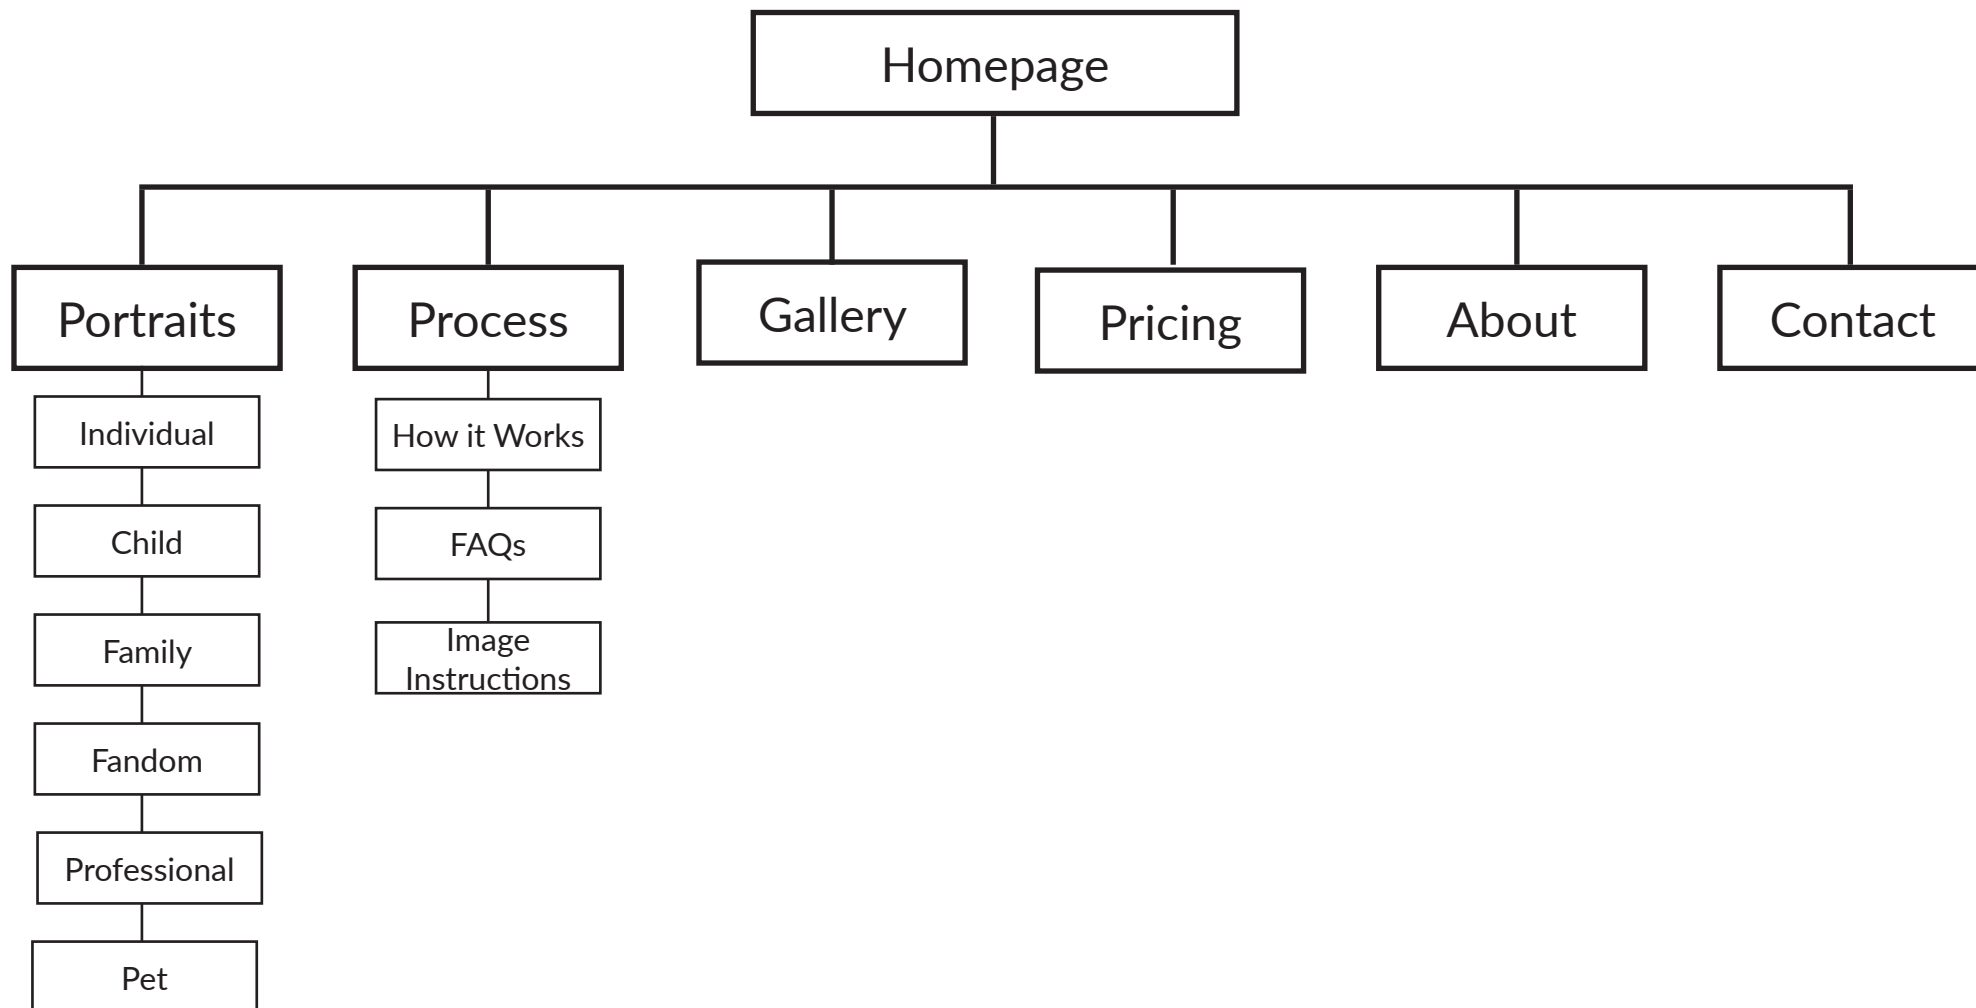 Homepage
Portraits
Process
Gallery
Pricing
About
Contact
Individual
Child
Family
Fandom
Professional
Pet
How it Works
FAQs
Image
Instructions